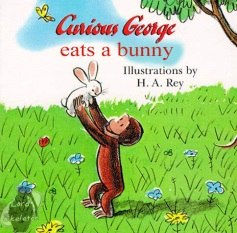 Curious George
eats a bunny
Illustrations by
H. A. Rey